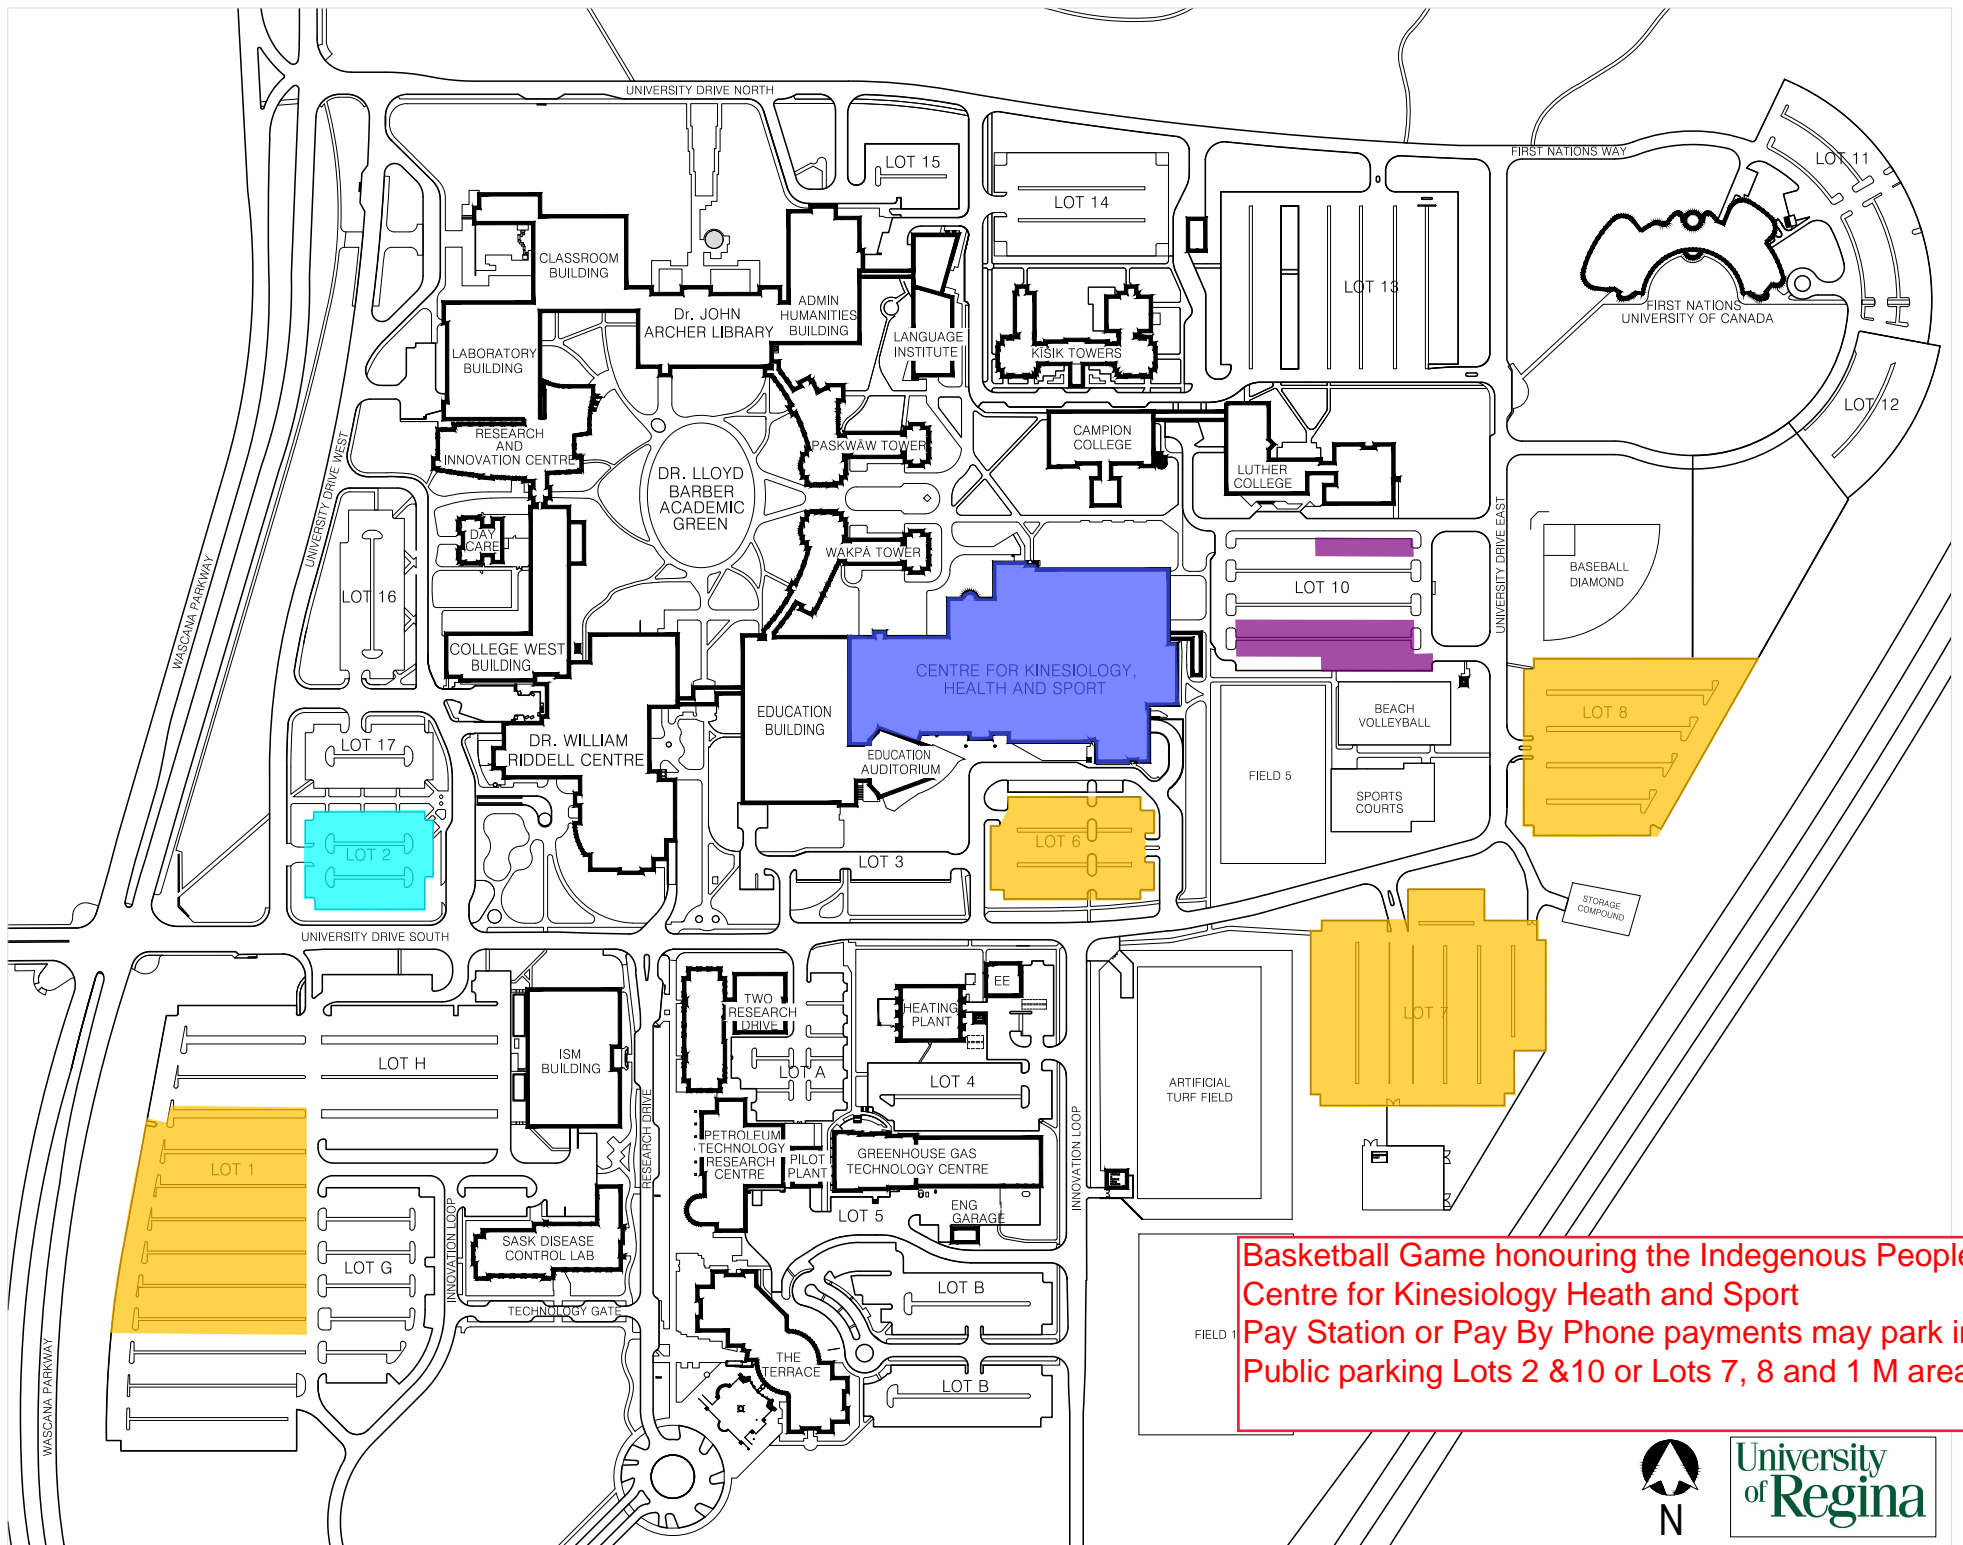 UNIVERSITY DRIVE NORTH
FIRST NATIONS WAY
LOT 11
LOT 15
LOT 14
LOT 13
CLASSROOM
BUILDING
Dr. JOHN
ARCHER LIBRARY
ADMIN
HUMANITIES
BUILDING
LANGUAGE
INSTITUTE
KĪSIK TOWERS
FIRST NATIONS
UNIVERSITY OF CANADA
LABORATORY
BUILDING
LOT 12
RESEARCH
AND
INNOVATION CENTRE
PASKWĀW TOWER
CAMPION
COLLEGE
LUTHER
COLLEGE
DR. LLOYD
BARBER
ACADEMIC
GREEN
UNIVERSITY DRIVE WEST
UNIVERSITY DRIVE EAST
DAY
CARE
WAKPĀ TOWER
BASEBALL
DIAMOND
LOT 10
LOT 16
WASCANA PARKWAY
COLLEGE WEST
BUILDING
CENTRE FOR KINESIOLOGY,
HEALTH AND SPORT
EDUCATION
BUILDING
BEACH
VOLLEYBALL
LOT 8
LOT 17
DR. WILLIAM
RIDDELL CENTRE
EDUCATION
AUDITORIUM
FIELD 5
SPORTS
COURTS
LOT 2
LOT 3
LOT 6
STORAGE
COMPOUND
UNIVERSITY DRIVE SOUTH
TWO
RESEARCH
DRIVE
HEATING
PLANT
EE
LOT 7
LOT H
ISM
BUILDING
LOT A
LOT 4
ARTIFICIAL
TURF FIELD
RESEARCH DRIVE
PETROLEUM
TECHNOLOGY
RESEARCH
CENTRE
PILOT
PLANT
GREENHOUSE GAS
TECHNOLOGY CENTRE
INNOVATION LOOP
LOT 1
LOT 5
ENG
GARAGE
INNOVATION LOOP
SASK DISEASE
CONTROL LAB
LOT G
TECHNOLOGY GATE
LOT B
THE
TERRACE
LOT B
FIELD 1
WASCANA PARKWAY
Basketball Game honouring the Indegenous People
Centre for Kinesiology Heath and Sport
Pay Station or Pay By Phone payments may park in
Public parking Lots 2 &10 or Lots 7, 8 and 1 M area
N
University
of Regina